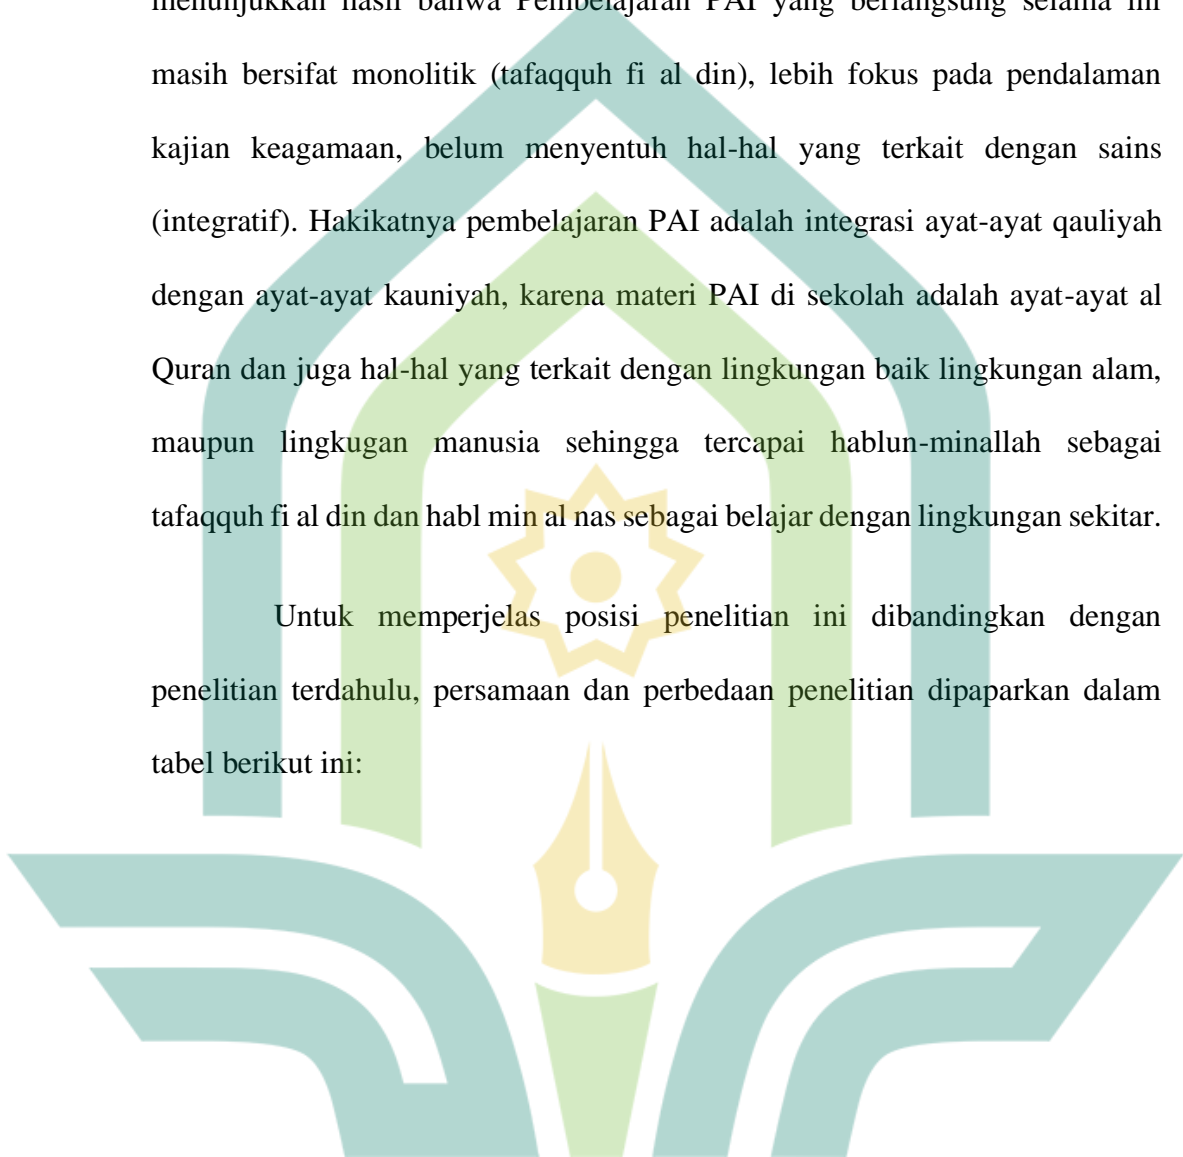 menunjukkan hasil bahwa Pembelajaran PAI yang berlangsung selama ini
masih bersifat monolitik (tafaqquh fi al din), lebih fokus pada pendalaman
kajian keagamaan, belum menyentuh hal-hal yang terkait dengan sains
(integratif). Hakikatnya pembelajaran PAI adalah integrasi ayat-ayat qauliyah
dengan ayat-ayat kauniyah, karena materi PAI di sekolah adalah ayat-ayat al
Quran dan juga hal-hal yang terkait dengan lingkungan baik lingkungan alam,
maupun lingkugan manusia sehingga tercapai hablun-minallah sebagai
tafaqquh fi al din dan habl min al nas sebagai belajar dengan lingkungan sekitar.
Untuk memperjelas posisi penelitian ini dibandingkan dengan
penelitian terdahulu, persamaan dan perbedaan penelitian dipaparkan dalam
tabel berikut ini: